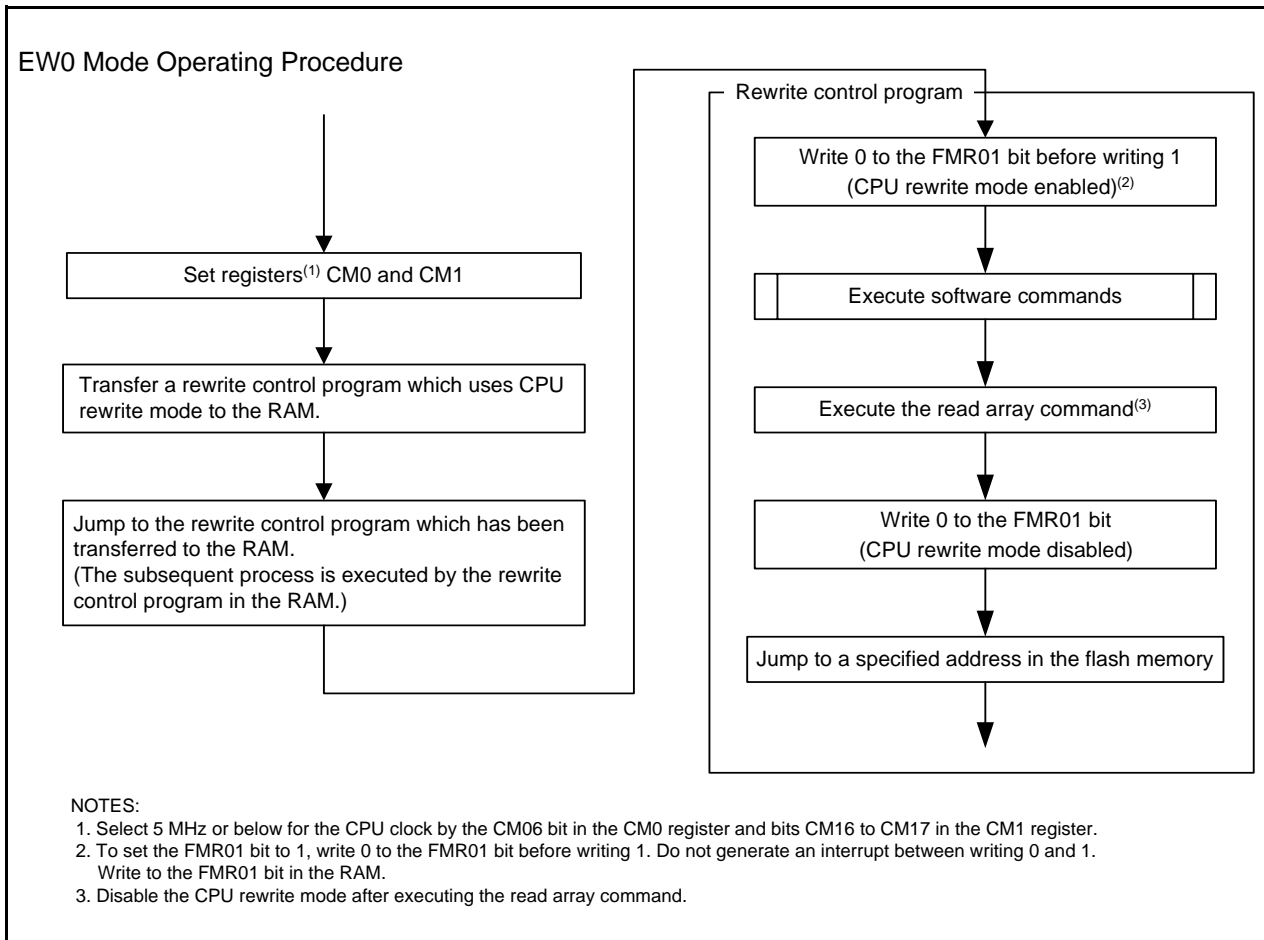 EW0 Mode Operating Procedure
Set registers(1) CM0 and CM1
Transfer a rewrite control program which uses CPU
rewrite mode to the RAM.
Jump to the rewrite control program which has been
transferred to the RAM.
(The subsequent process is executed by the rewrite
control program in the RAM.)
Rewrite control program
Write 0 to the FMR01 bit before writing 1
(CPU rewrite mode enabled)(2)
Execute software commands
Execute the read array command(3)
Write 0 to the FMR01 bit
(CPU rewrite mode disabled)
Jump to a specified address in the flash memory
NOTES:
1. Select 5 MHz or below for the CPU clock by the CM06 bit in the CM0 register and bits CM16 to CM17 in the CM1 register.
2. To set the FMR01 bit to 1, write 0 to the FMR01 bit before writing 1. Do not generate an interrupt between writing 0 and 1.
Write to the FMR01 bit in the RAM.
3. Disable the CPU rewrite mode after executing the read array command.